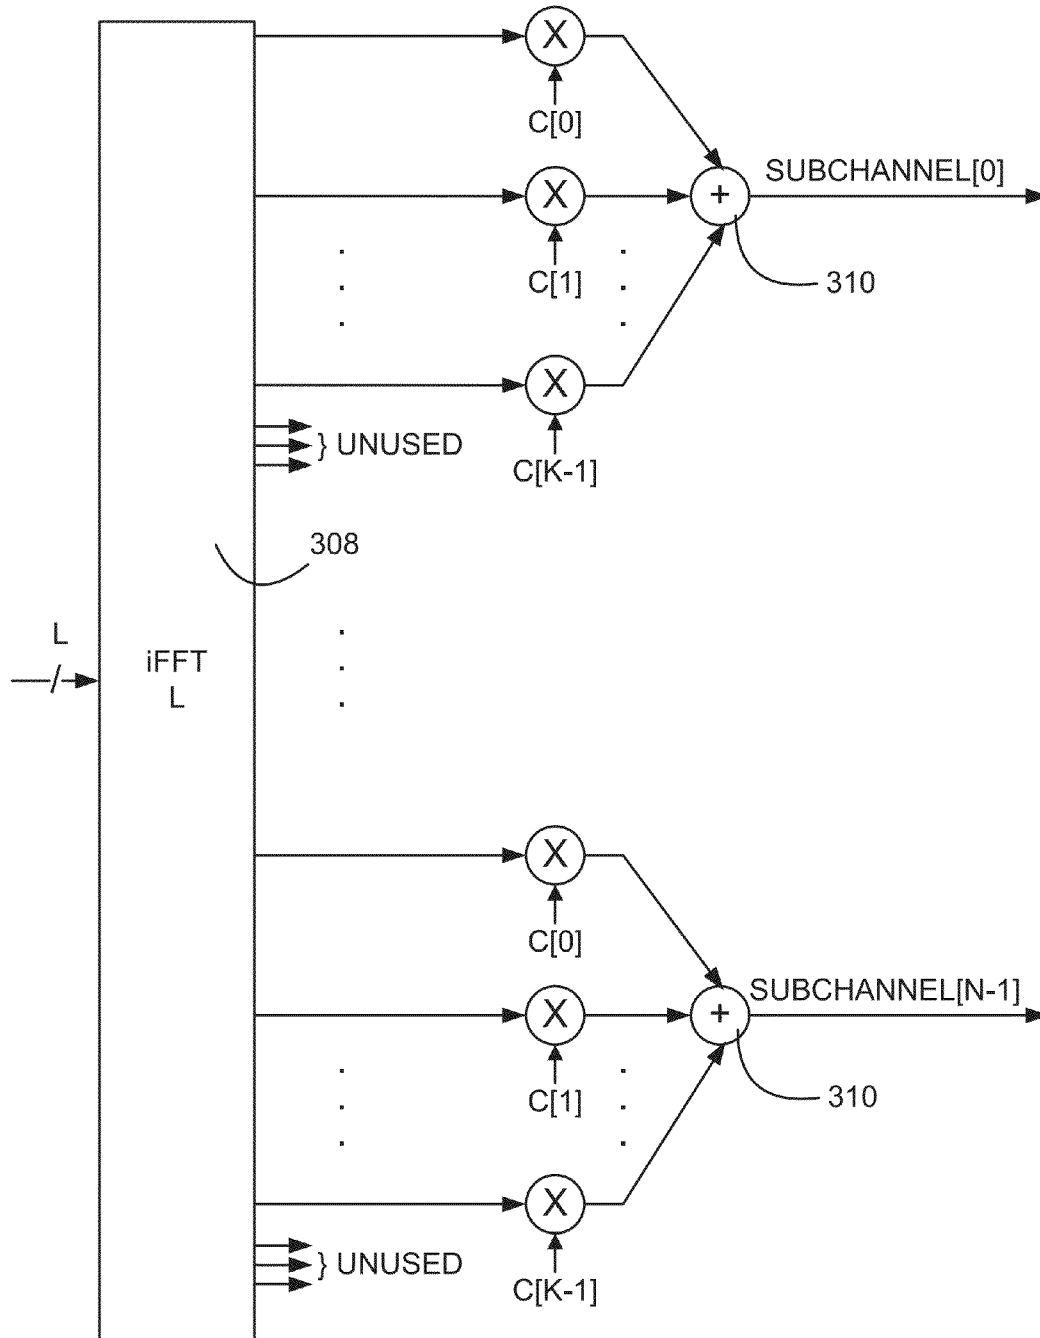 X
C[0]
SUBCHANNEL[0]
X
+
C[1]
310
X
} UNUSED
C[K-1]
308
L
iFFT
L
X
C[0]
SUBCHANNEL[N-1]
X
+
C[1]
310
X
} UNUSED
C[K-1]